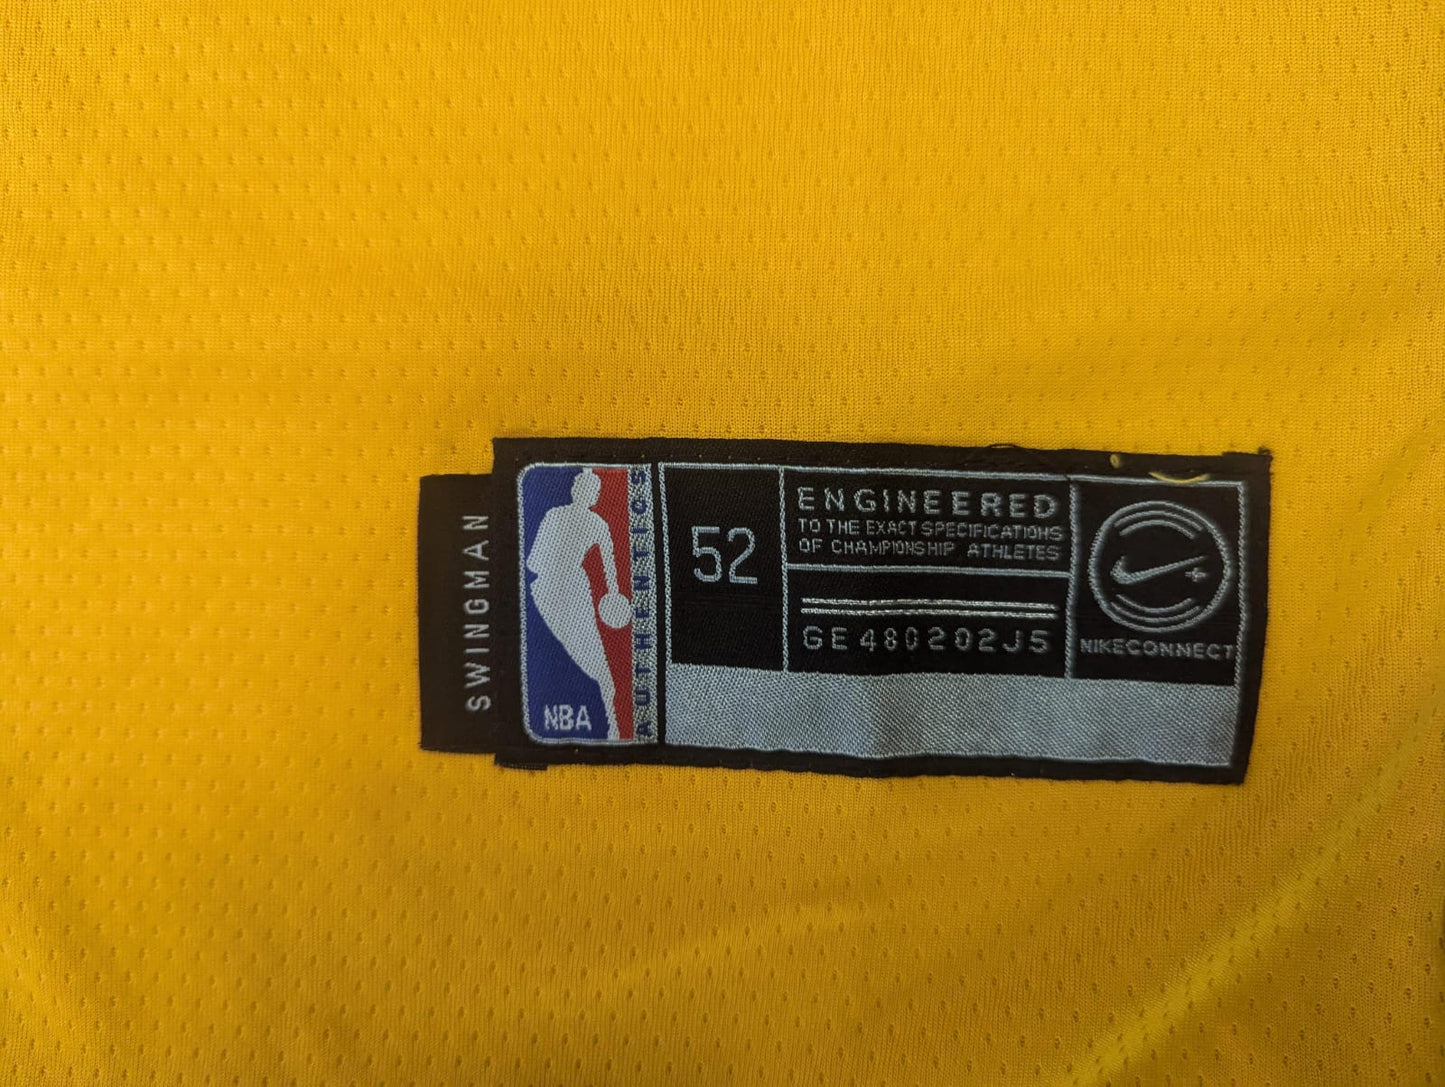 SWINGMAN
NBA
AUTHENTICS
52
ENGINEERED
TO THE EXACT SPECIFICATIONS
OF CHAMPIONSHIP ATHLETES
GE480202J5
NIKECONNECT